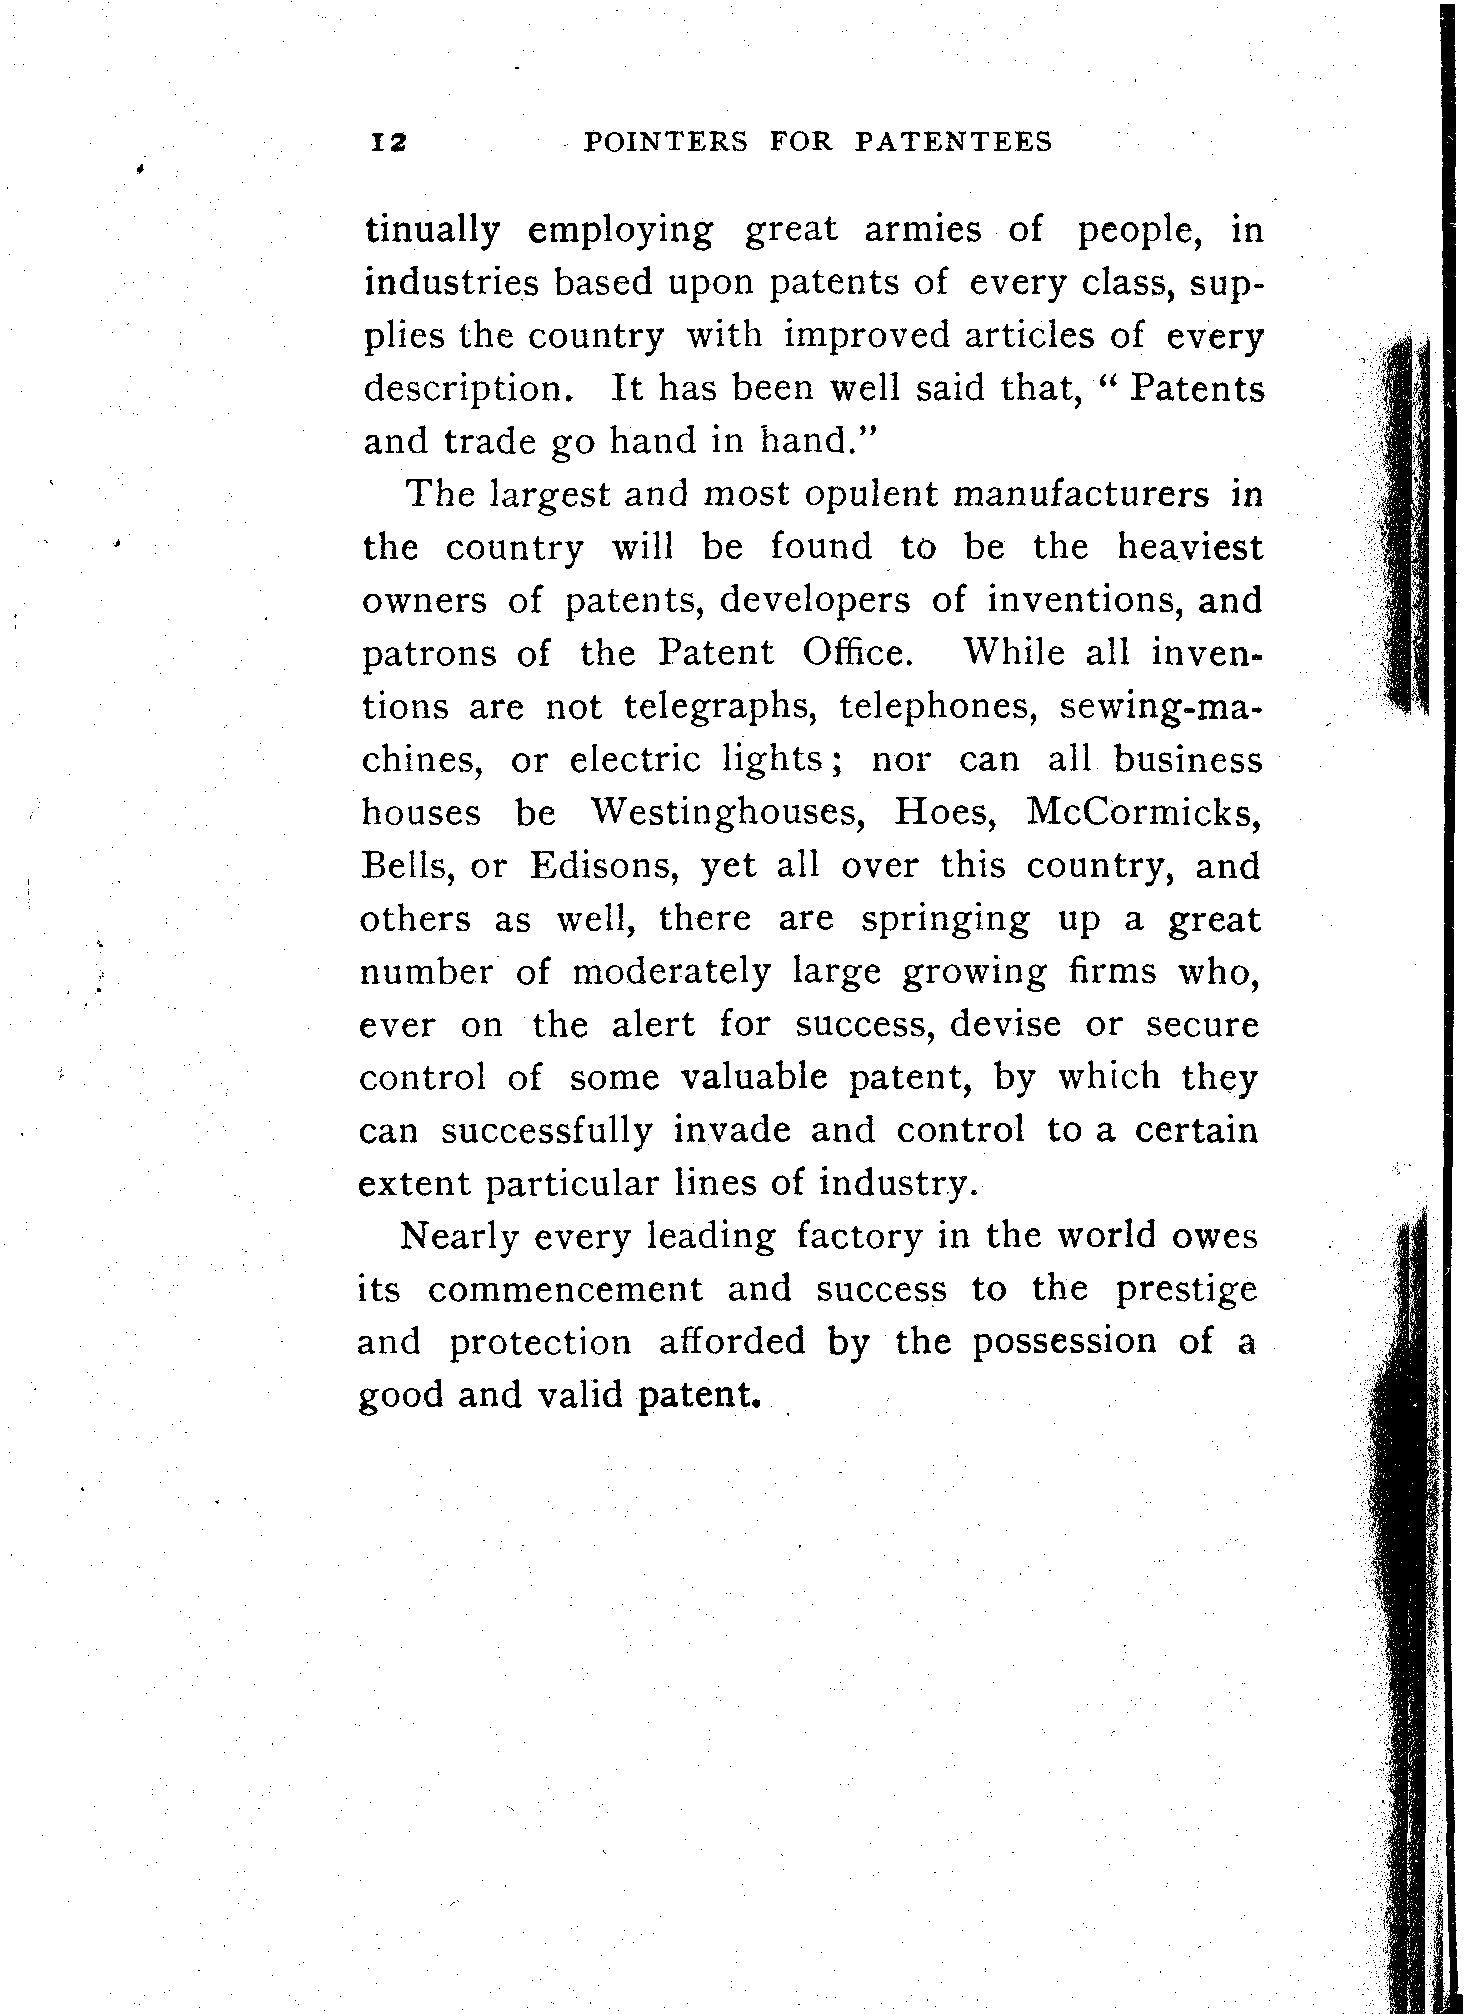 12 POINTERS FOR PATENTEES
tinually employing great armies of people, in
industries based upon patents of every class, sup-
plies the country with improved articles of every
description. It has been well said that, “ Patents
and trade go hand in hand.”
The largest and most opulent manufacturers in
the country will be found to be the heaviest
owners of patents, developers of inventions, and
patrons of the Patent Office. While all inven-
tions are not telegraphs, telephones, sewing-ma-
chines, or electric lights; nor can all business
houses be Westinghouses, Hoes, McCormicks,
Bells, or Edisons, yet all over this country, and
others as well, there are springing up a great
number of moderately large growing firms who,
ever on the alert for success, devise or secure
control of some valuable patent, by which they
can successfully invade and control to a certain
extent particular lines of industry.
Nearly every leading factory in the world owes
its commencement and success to the prestige
and protection afforded by the possession of a
good and valid patent.